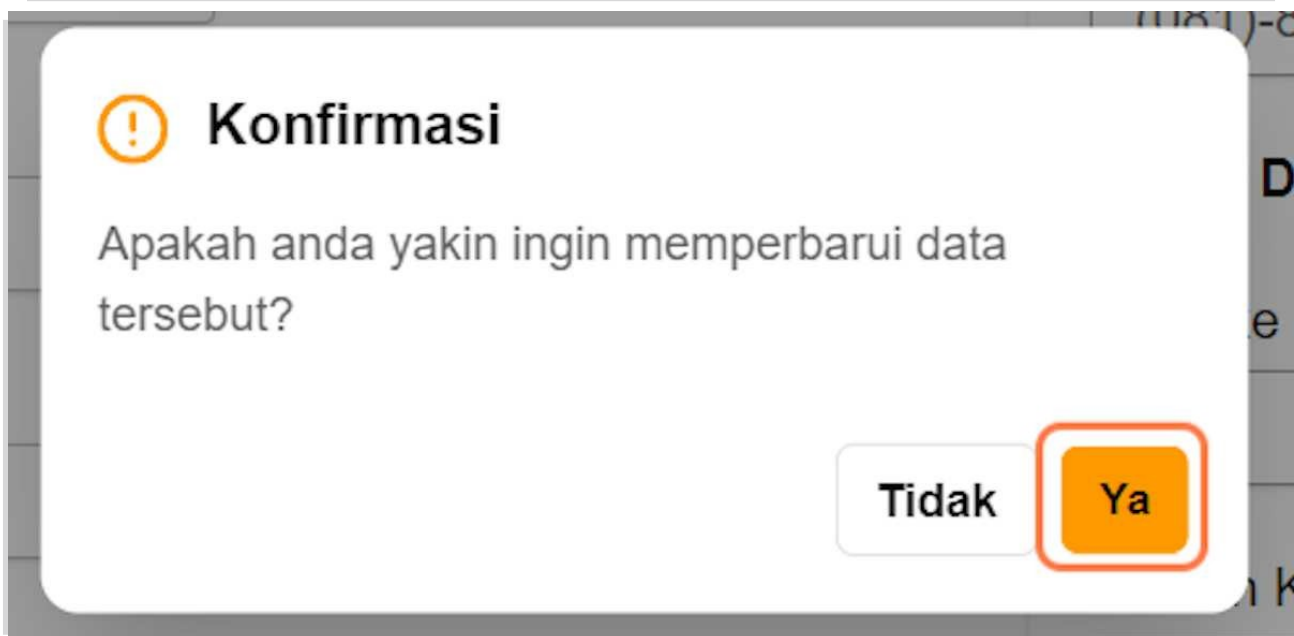 Konfirmasi
Apakah anda yakin ingin memperbarui data
tersebut?
Tidak
Ya
D